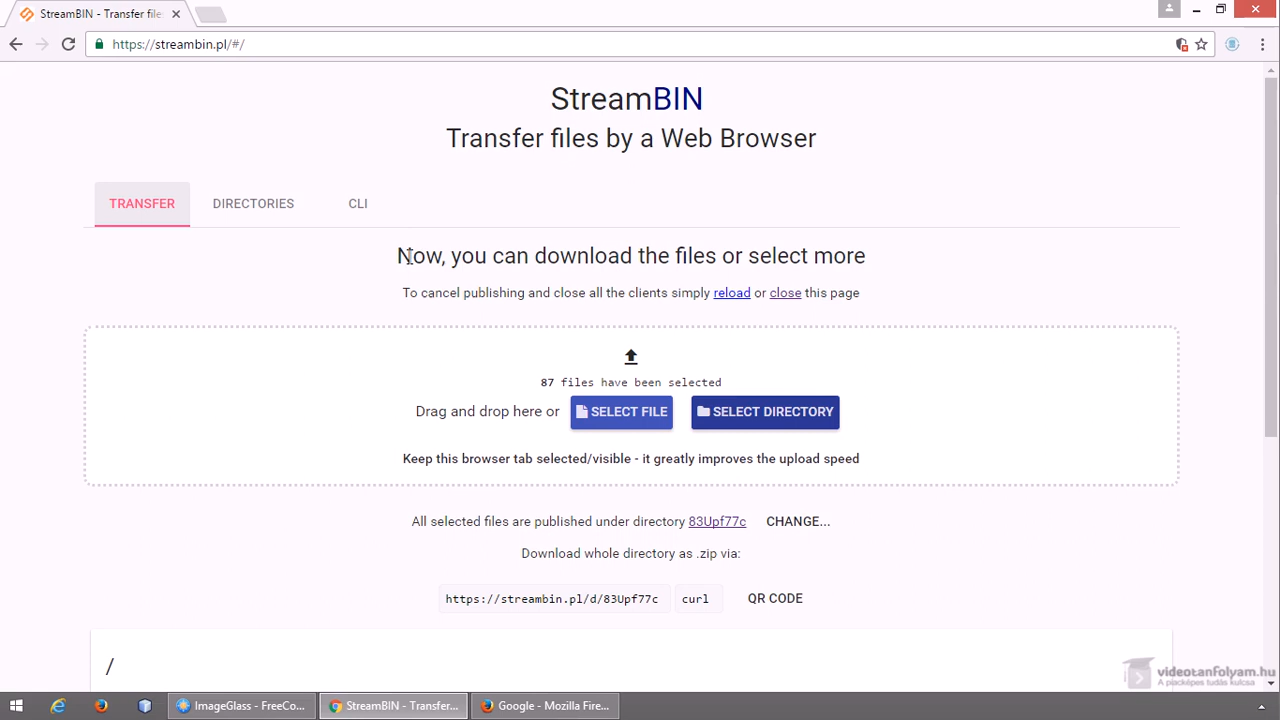 StreamBIN - Transfer file
https://streambin.pl/#/
StreamBIN
Transfer files by a Web Browser
TRANSFER DIRECTORIES CLI
Now, you can download the files or select more
To cancel publishing and close all the clients simply reload or close this page
87 files have been selected
Drag and drop here or SELECT FILE SELECT DIRECTORY
Keep this browser tab selected/visible - it greatly improves the upload speed
All selected files are published under directory 83Upf77c CHANGE...
Download whole directory as .zip via:
https://streambin.pl/d/83Upf77c curl QR CODE
/
videotanfolyam.hu
A piacképes tudás kulcsa
ImageGlass - FreeCo... StreamBIN - Transfer... Google - Mozilla Fire...